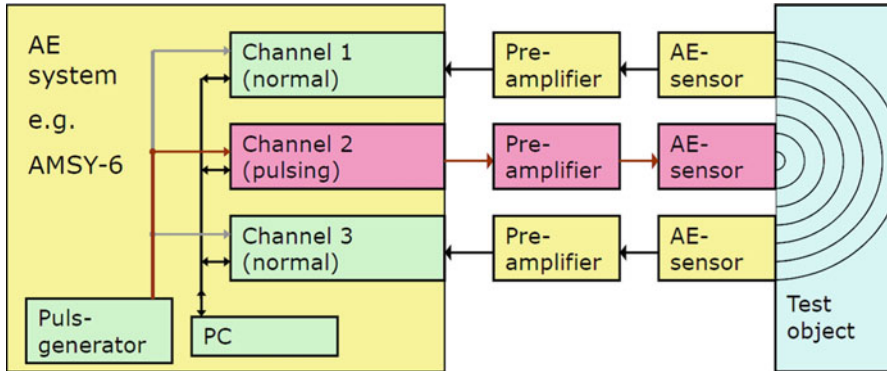 AE
system
e.g.
AMSY-6
Channel 1
(normal)
Pre-
amplifier
AE-
sensor
Channel 2
(pulsing)
Pre-
amplifier
AE-
sensor
Channel 3
(normal)
Pre-
amplifier
AE-
sensor
Puls-
generator
PC
Test
object